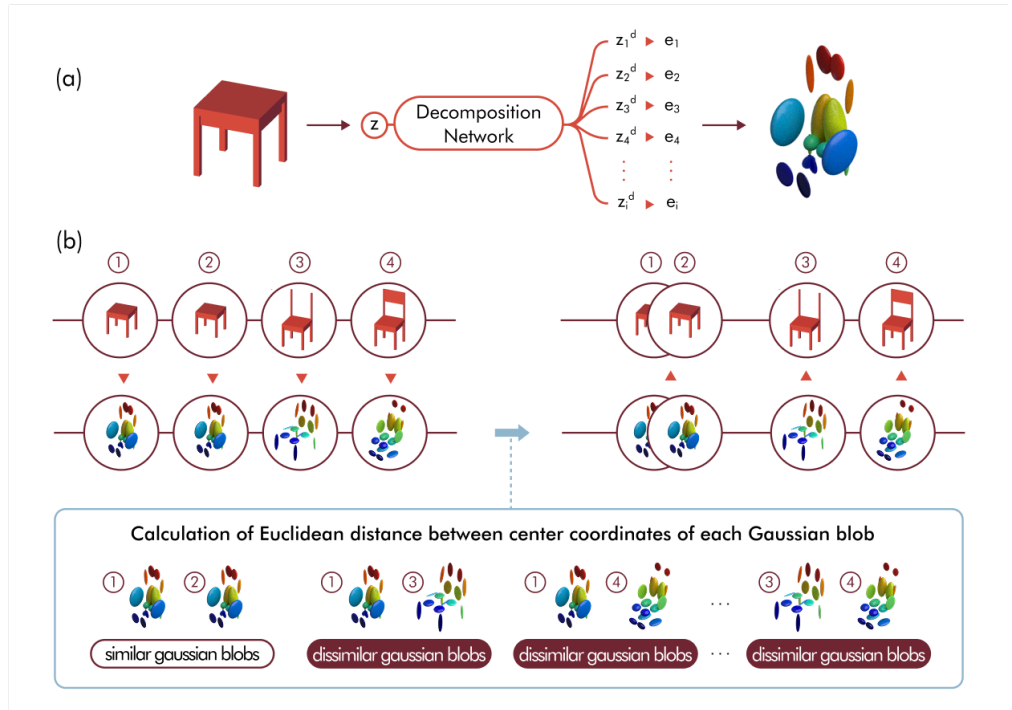 (a)
z
Decomposition
Network
z₁ᵈ ▶ e₁
z₂ᵈ ▶ e₂
z₃ᵈ ▶ e₃
z₄ᵈ ▶ e₄
⋮ ⋮
zᵢᵈ ▶ eᵢ
(b)
① ② ③ ④
① ② ③ ④
Calculation of Euclidean distance between center coordinates of each Gaussian blob
① ② ① ③ ① ④ ··· ③ ④
similar gaussian blobs dissimilar gaussian blobs dissimilar gaussian blobs ··· dissimilar gaussian blobs